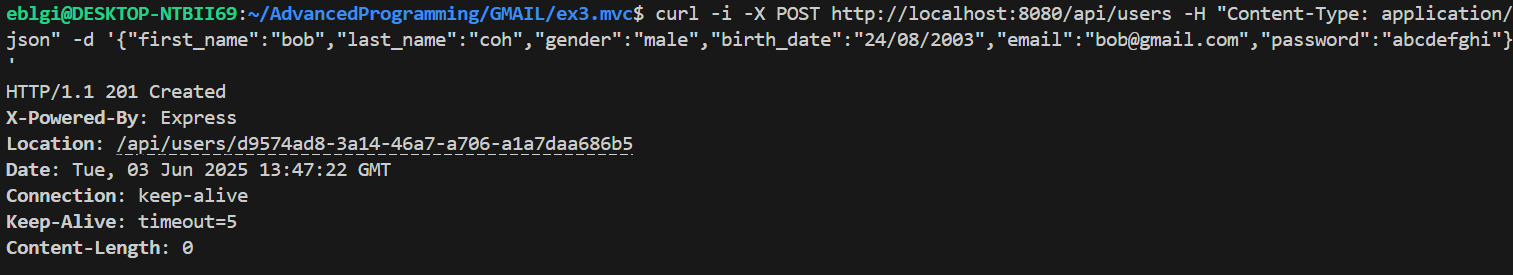 eblgi@DESKTOP-NTBII69:~/AdvancedProgramming/GMAIL/ex3.mvc$ curl -i -X POST http://localhost:8080/api/users -H "Content-Type: application/
json" -d '{"first_name":"bob","last_name":"coh","gender":"male","birth_date":"24/08/2003","email":"bob@gmail.com","password":"abcdefghi"}
'
HTTP/1.1 201 Created
X-Powered-By: Express
Location: /api/users/d9574ad8-3a14-46a7-a706-a1a7daa686b5
Date: Tue, 03 Jun 2025 13:47:22 GMT
Connection: keep-alive
Keep-Alive: timeout=5
Content-Length: 0